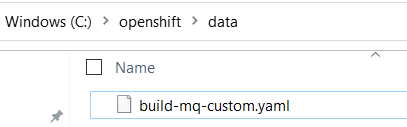 Windows (C:) > openshift > data
Name
build-mq-custom.yaml